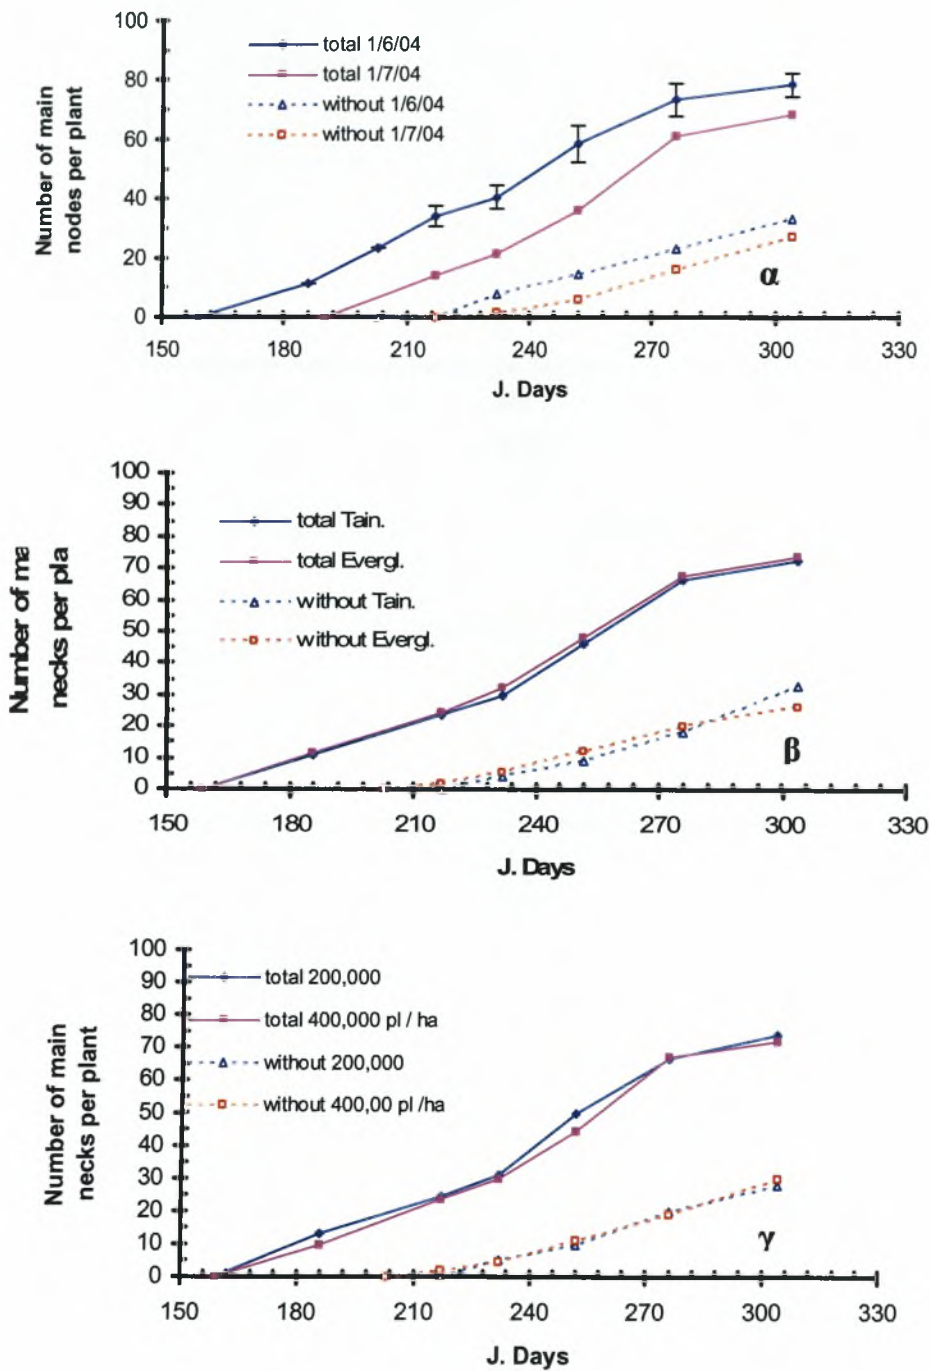 100
80
60
40
20
0
Number of main
nodes per plant
total 1/6/04
total 1/7/04
without 1/6/04
without 1/7/04
α
150 180 210 240 270 300 330
J. Days
100
90
80
70
60
50
40
30
20
10
0
Number of ma
necks per pla
total Tain.
total Evergl.
without Tain.
without Evergl.
β
150 180 210 240 270 300 330
J. Days
100
90
80
70
60
50
40
30
20
10
0
Number of main
necks per plant
total 200,000
total 400,000 pl / ha
without 200,000
without 400,00 pl /ha
γ
150 180 210 240 270 300 330
J. Days